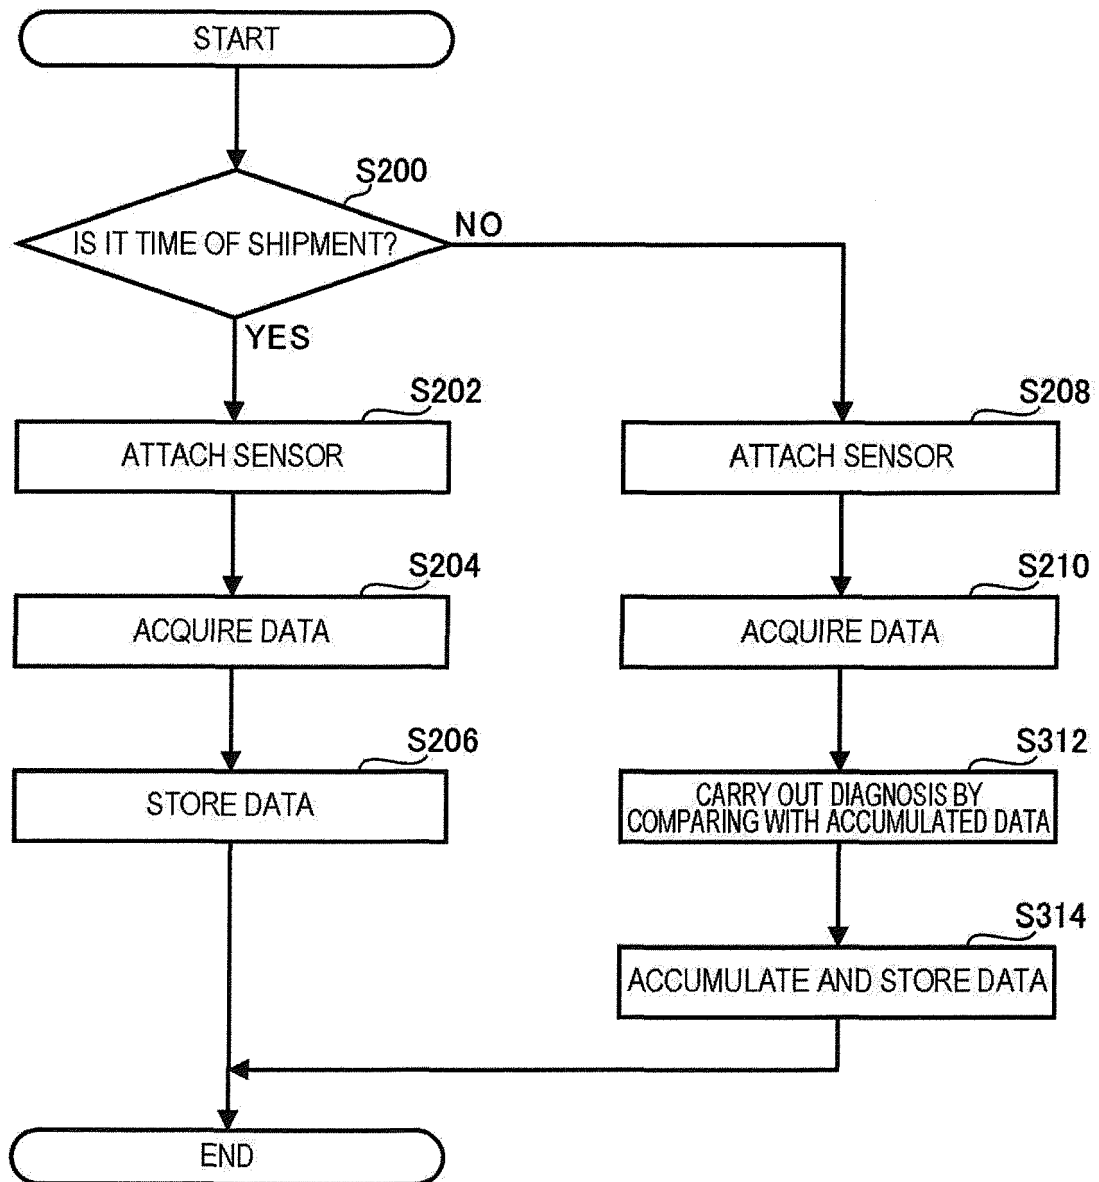 START
S200
IS IT TIME OF SHIPMENT?
NO
YES
S202
ATTACH SENSOR
S204
ACQUIRE DATA
S206
STORE DATA
S208
ATTACH SENSOR
S210
ACQUIRE DATA
S312
CARRY OUT DIAGNOSIS BY
COMPARING WITH ACCUMULATED DATA
S314
ACCUMULATE AND STORE DATA
END